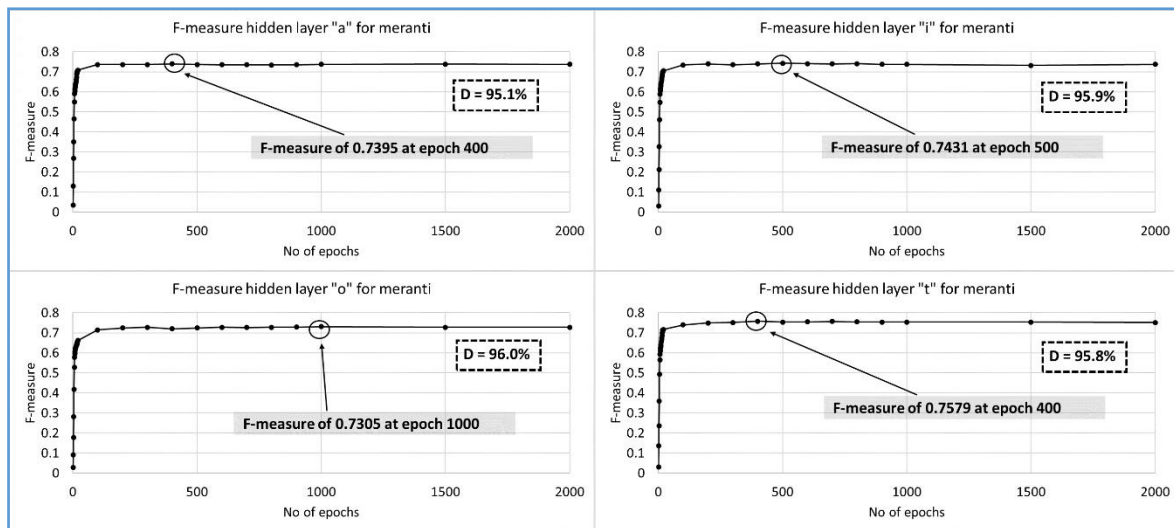 F-measure hidden layer "a" for meranti
F-measure
0.8
0.7
0.6
0.5
0.4
0.3
0.2
0.1
0
D = 95.1%
F-measure of 0.7395 at epoch 400
0 500 1000 1500 2000
No of epochs
F-measure hidden layer "i" for meranti
F-measure
0.8
0.7
0.6
0.5
0.4
0.3
0.2
0.1
0
D = 95.9%
F-measure of 0.7431 at epoch 500
0 500 1000 1500 2000
No of epochs
F-measure hidden layer "o" for meranti
F-measure
0.8
0.7
0.6
0.5
0.4
0.3
0.2
0.1
0
D = 96.0%
F-measure of 0.7305 at epoch 1000
0 500 1000 1500 2000
No of epochs
F-measure hidden layer "t" for meranti
F-measure
0.8
0.7
0.6
0.5
0.4
0.3
0.2
0.1
0
D = 95.8%
F-measure of 0.7579 at epoch 400
0 500 1000 1500 2000
No of epochs